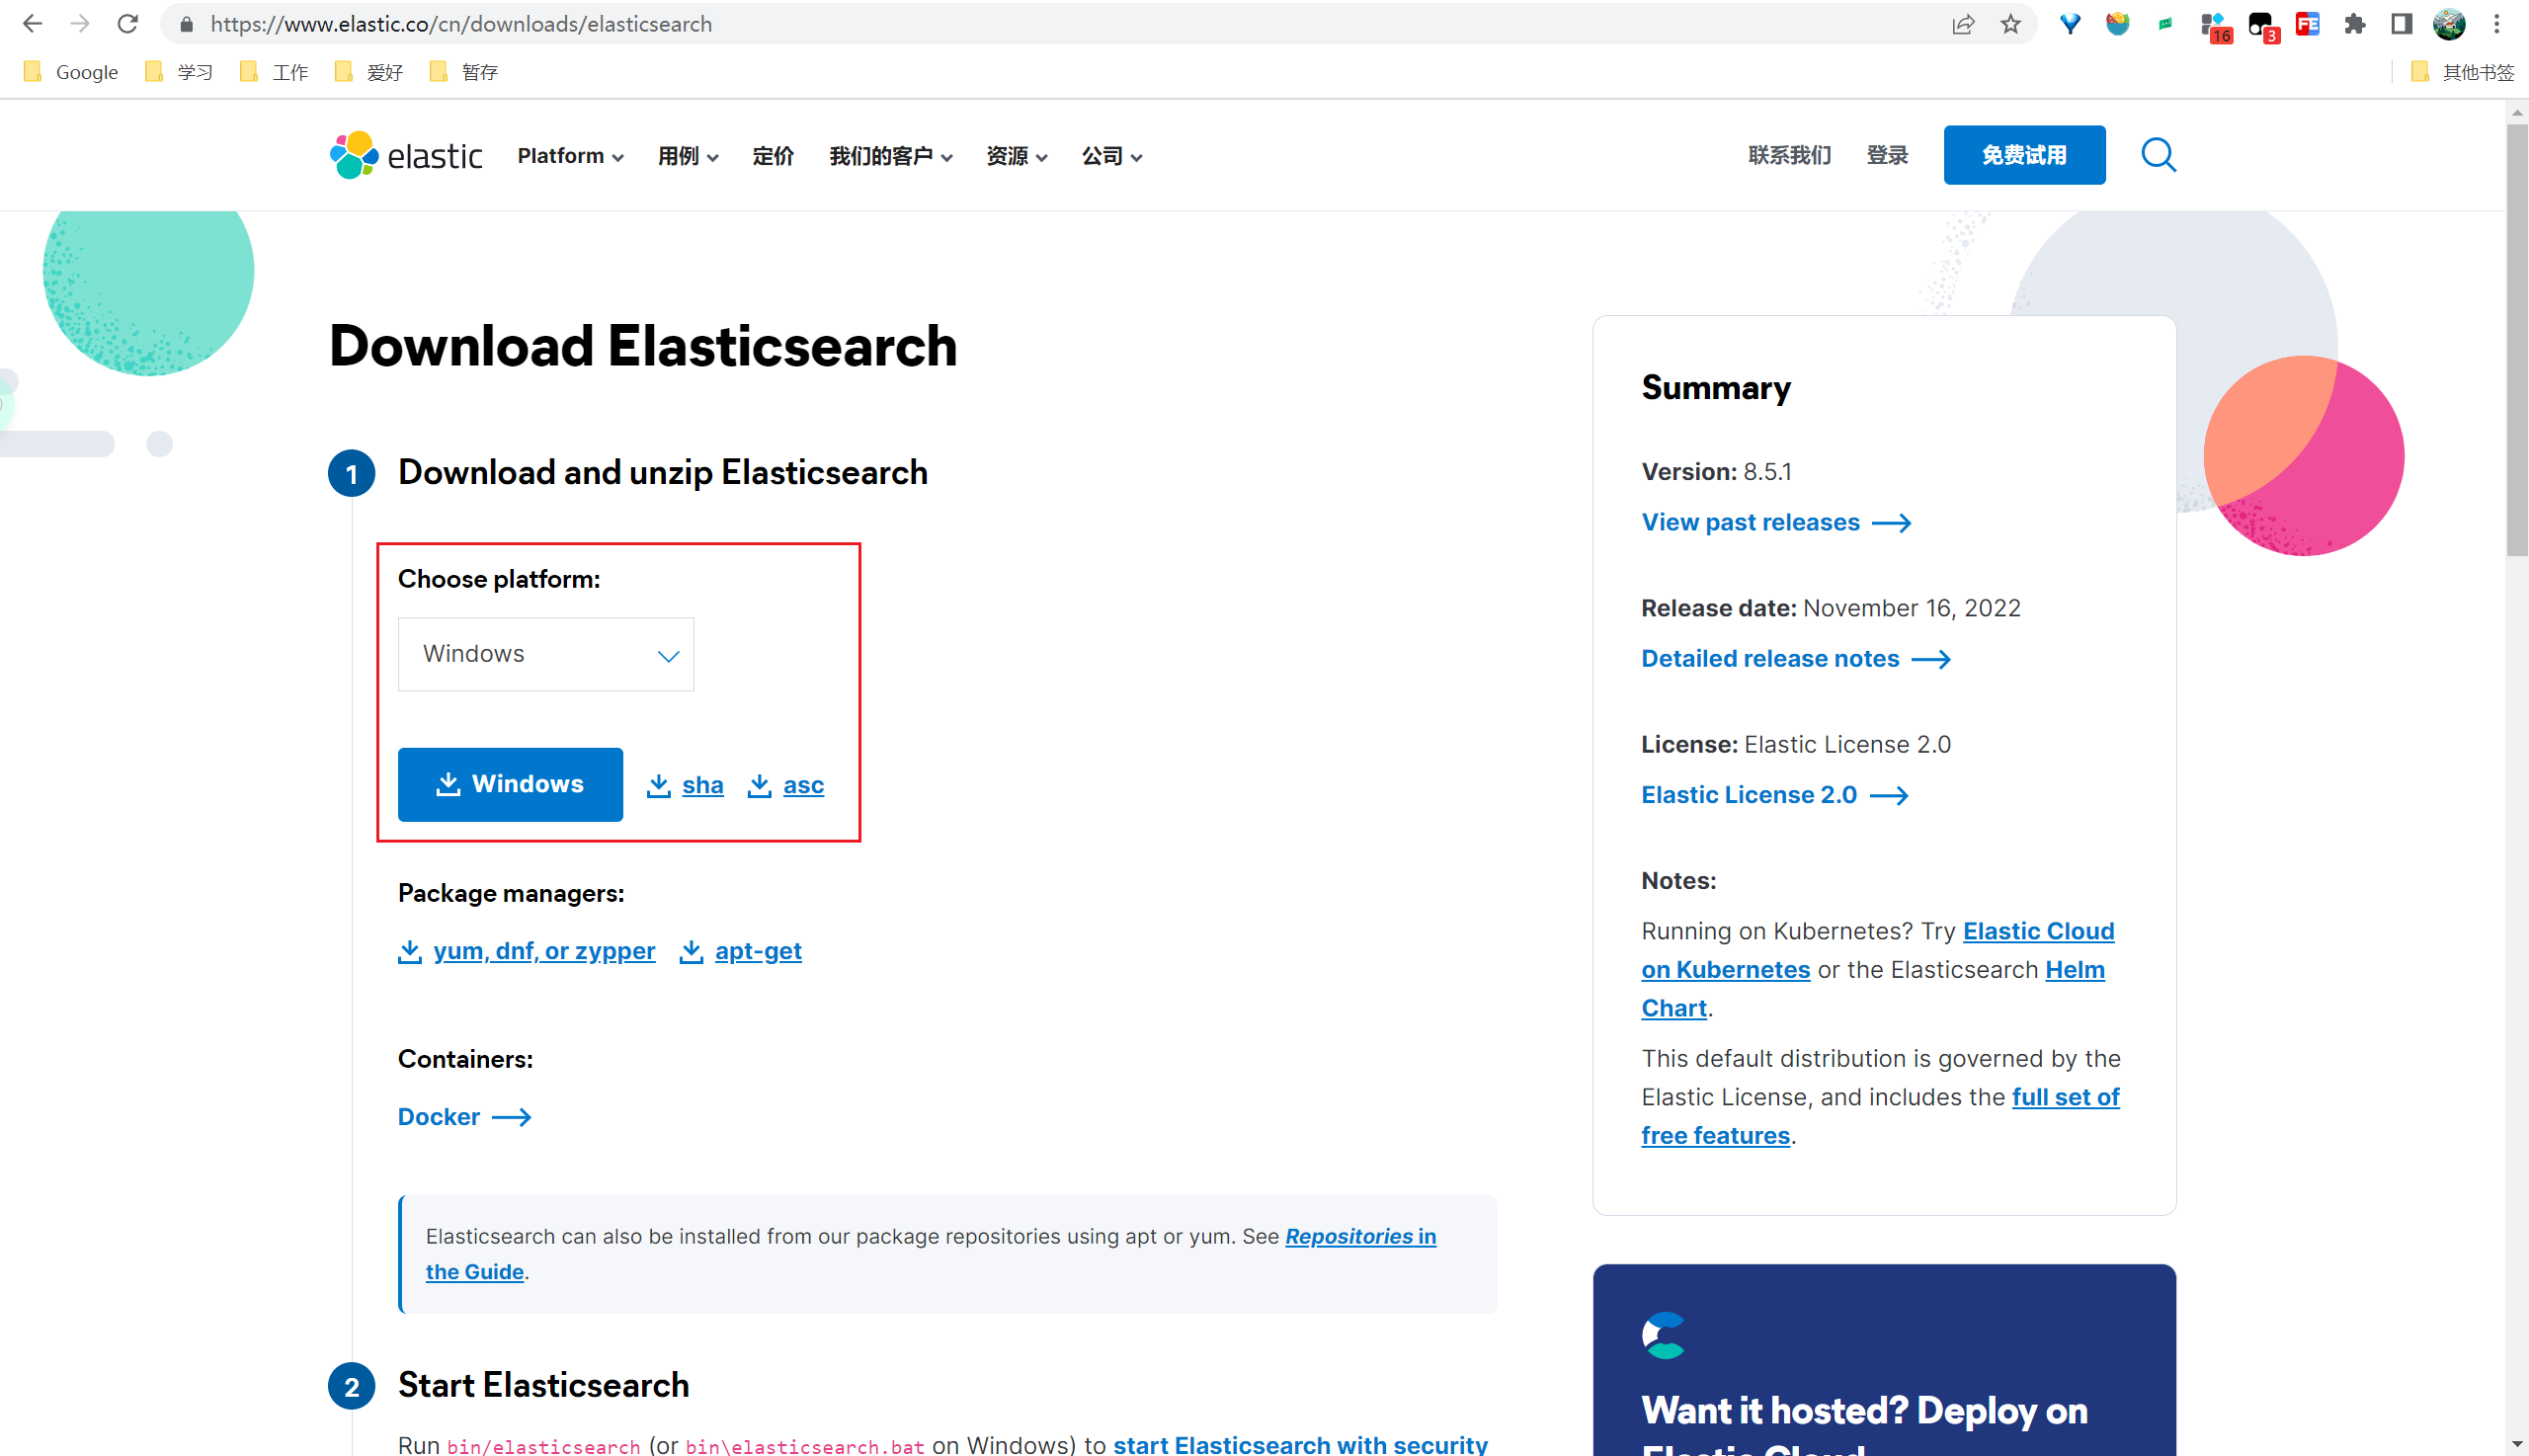 https://www.elastic.co/cn/downloads/elasticsearch
16
3
FE
Google
学习
工作
爱好
暂存
其他书签
elastic
Platform
用例
定价
我们的客户
资源
公司
联系我们
登录
免费试用
Download Elasticsearch
1
Download and unzip Elasticsearch
Choose platform:
Windows
Windows
sha
asc
Package managers:
yum, dnf, or zypper
apt-get
Containers:
Docker
Elasticsearch can also be installed from our package repositories using apt or yum. See Repositories in
the Guide.
2
Start Elasticsearch
Run bin/elasticsearch (or bin\elasticsearch.bat on Windows) to start Elasticsearch with security
Summary
Version: 8.5.1
View past releases
Release date: November 16, 2022
Detailed release notes
License: Elastic License 2.0
Elastic License 2.0
Notes:
Running on Kubernetes? Try Elastic Cloud
on Kubernetes or the Elasticsearch Helm
Chart.
This default distribution is governed by the
Elastic License, and includes the full set of
free features.
Want it hosted? Deploy on
Elastic Cloud